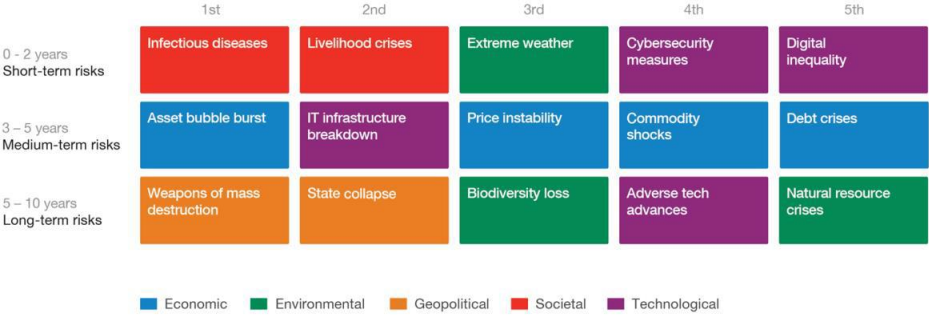 1st 2nd 3rd 4th 5th
0 - 2 years
Short-term risks
Infectious diseases
Livelihood crises
Extreme weather
Cybersecurity
measures
Digital
inequality
3 – 5 years
Medium-term risks
Asset bubble burst
IT infrastructure
breakdown
Price instability
Commodity
shocks
Debt crises
5 – 10 years
Long-term risks
Weapons of mass
destruction
State collapse
Biodiversity loss
Adverse tech
advances
Natural resource
crises
Economic Environmental Geopolitical Societal Technological